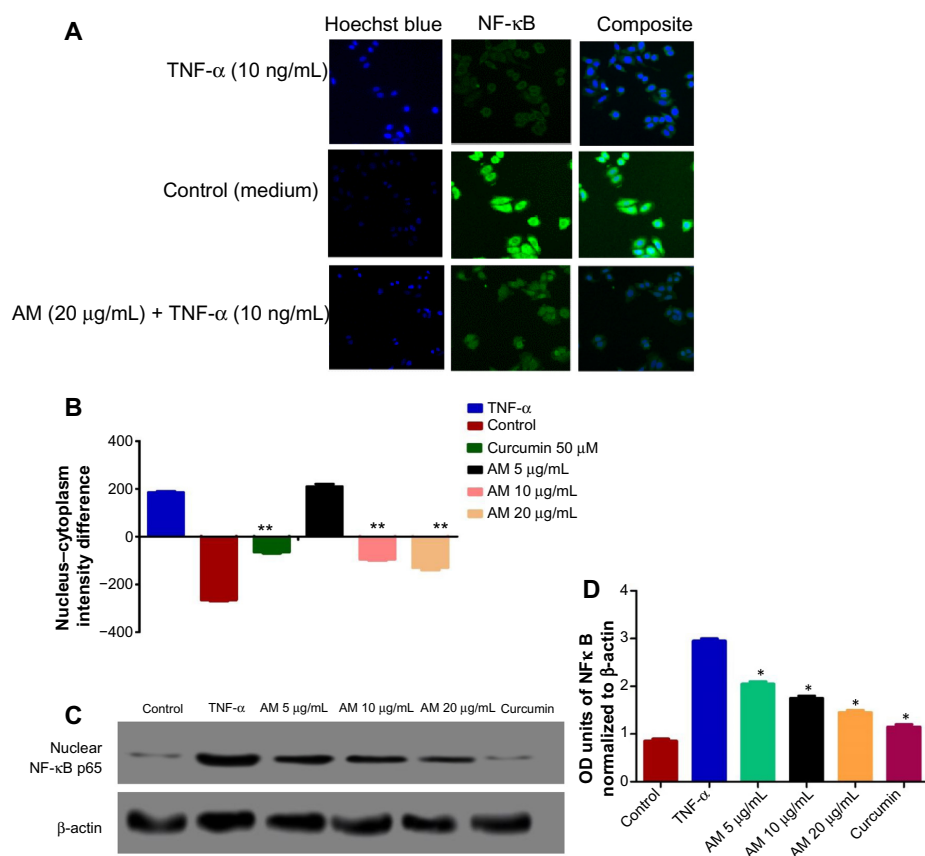 A
Hoechst blue NF-κB Composite
TNF-α (10 ng/mL)
Control (medium)
AM (20 μg/mL) + TNF-α (10 ng/mL)
B
Nucleus–cytoplasm
intensity difference
400
200
0
−200
−400
** ** **
TNF-α
Control
Curcumin 50 μM
AM 5 μg/mL
AM 10 μg/mL
AM 20 μg/mL
C
Control TNF-α AM 5 μg/mL AM 10 μg/mL AM 20 μg/mL Curcumin
Nuclear
NF-κB p65
β-actin
D
OD units of NFκ B
normalized to β-actin
4
3
2
1
0
* * * *
Control
TNF-α
AM 5 μg/mL
AM 10 μg/mL
AM 20 μg/mL
Curcumin